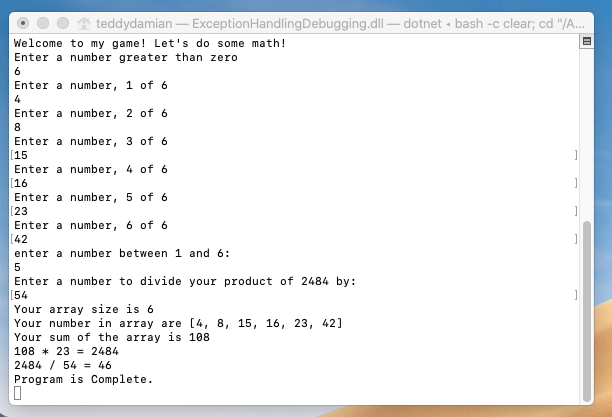 teddydamian — ExceptionHandlingDebugging.dll — dotnet • bash -c clear; cd "/A...
Welcome to my game! Let's do some math!
Enter a number greater than zero
6
Enter a number, 1 of 6
4
Enter a number, 2 of 6
8
Enter a number, 3 of 6
[15 ]
Enter a number, 4 of 6
[16 ]
Enter a number, 5 of 6
[23 ]
Enter a number, 6 of 6
[42 ]
enter a number between 1 and 6:
5
Enter a number to divide your product of 2484 by:
[54 ]
Your array size is 6
Your number in array are [4, 8, 15, 16, 23, 42]
Your sum of the array is 108
108 * 23 = 2484
2484 / 54 = 46
Program is Complete.